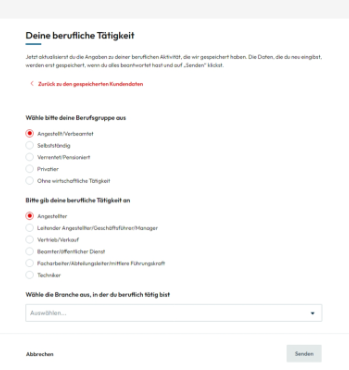 Deine berufliche Tätigkeit
Jetzt aktualisierst du die Angaben zu deiner beruflichen Aktivität, die wir gespeichert haben. Die Daten, die du neu eingibst,
werden erst gespeichert, wenn du alles beantwortet hast und auf „Senden“ klickst.
Zurück zu den gespeicherten Kundendaten
Wähle bitte deine Berufsgruppe aus
Angestellt/Verbeamtet
Selbstständig
Verrentet/Pensioniert
Privatier
Ohne wirtschaftliche Tätigkeit
Bitte gib deine berufliche Tätigkeit an
Angestellter
Leitender Angestellter/Geschäftsführer/Manager
Vertrieb/Verkauf
Beamter/öffentlicher Dienst
Facharbeiter/Abteilungsleiter/mittlere Führungskraft
Techniker
Wähle die Branche aus, in der du beruflich tätig bist
Auswählen...
Abbrechen
Senden